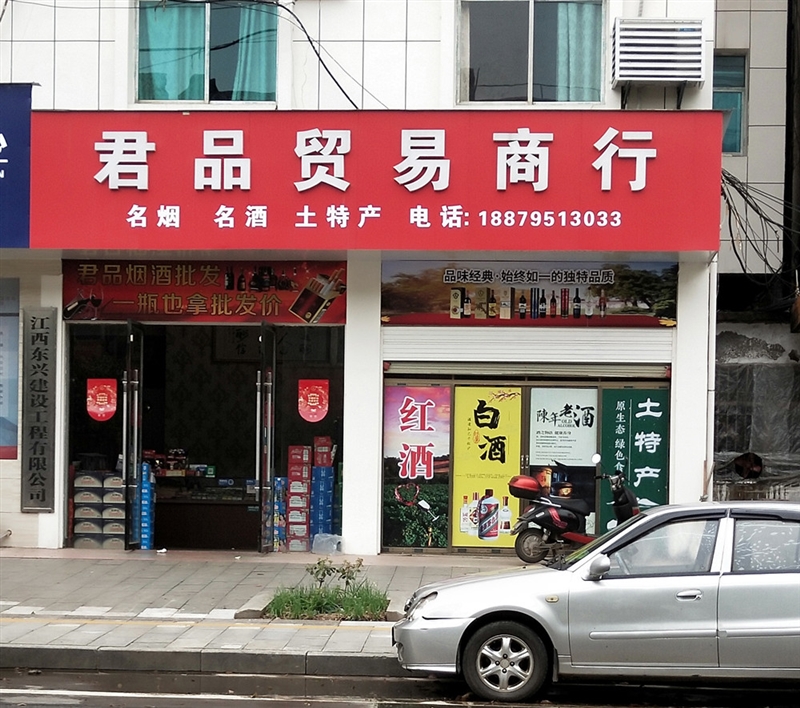 君品贸易商行
名烟 名酒 土特产 电话: 18879513033
君品烟酒批发
一瓶也拿批发价
品味经典·始终如一的独特品质
江西东兴建设工程有限公司
红酒
白酒
陈年老酒
OLD
土特产
原生态 绿色食